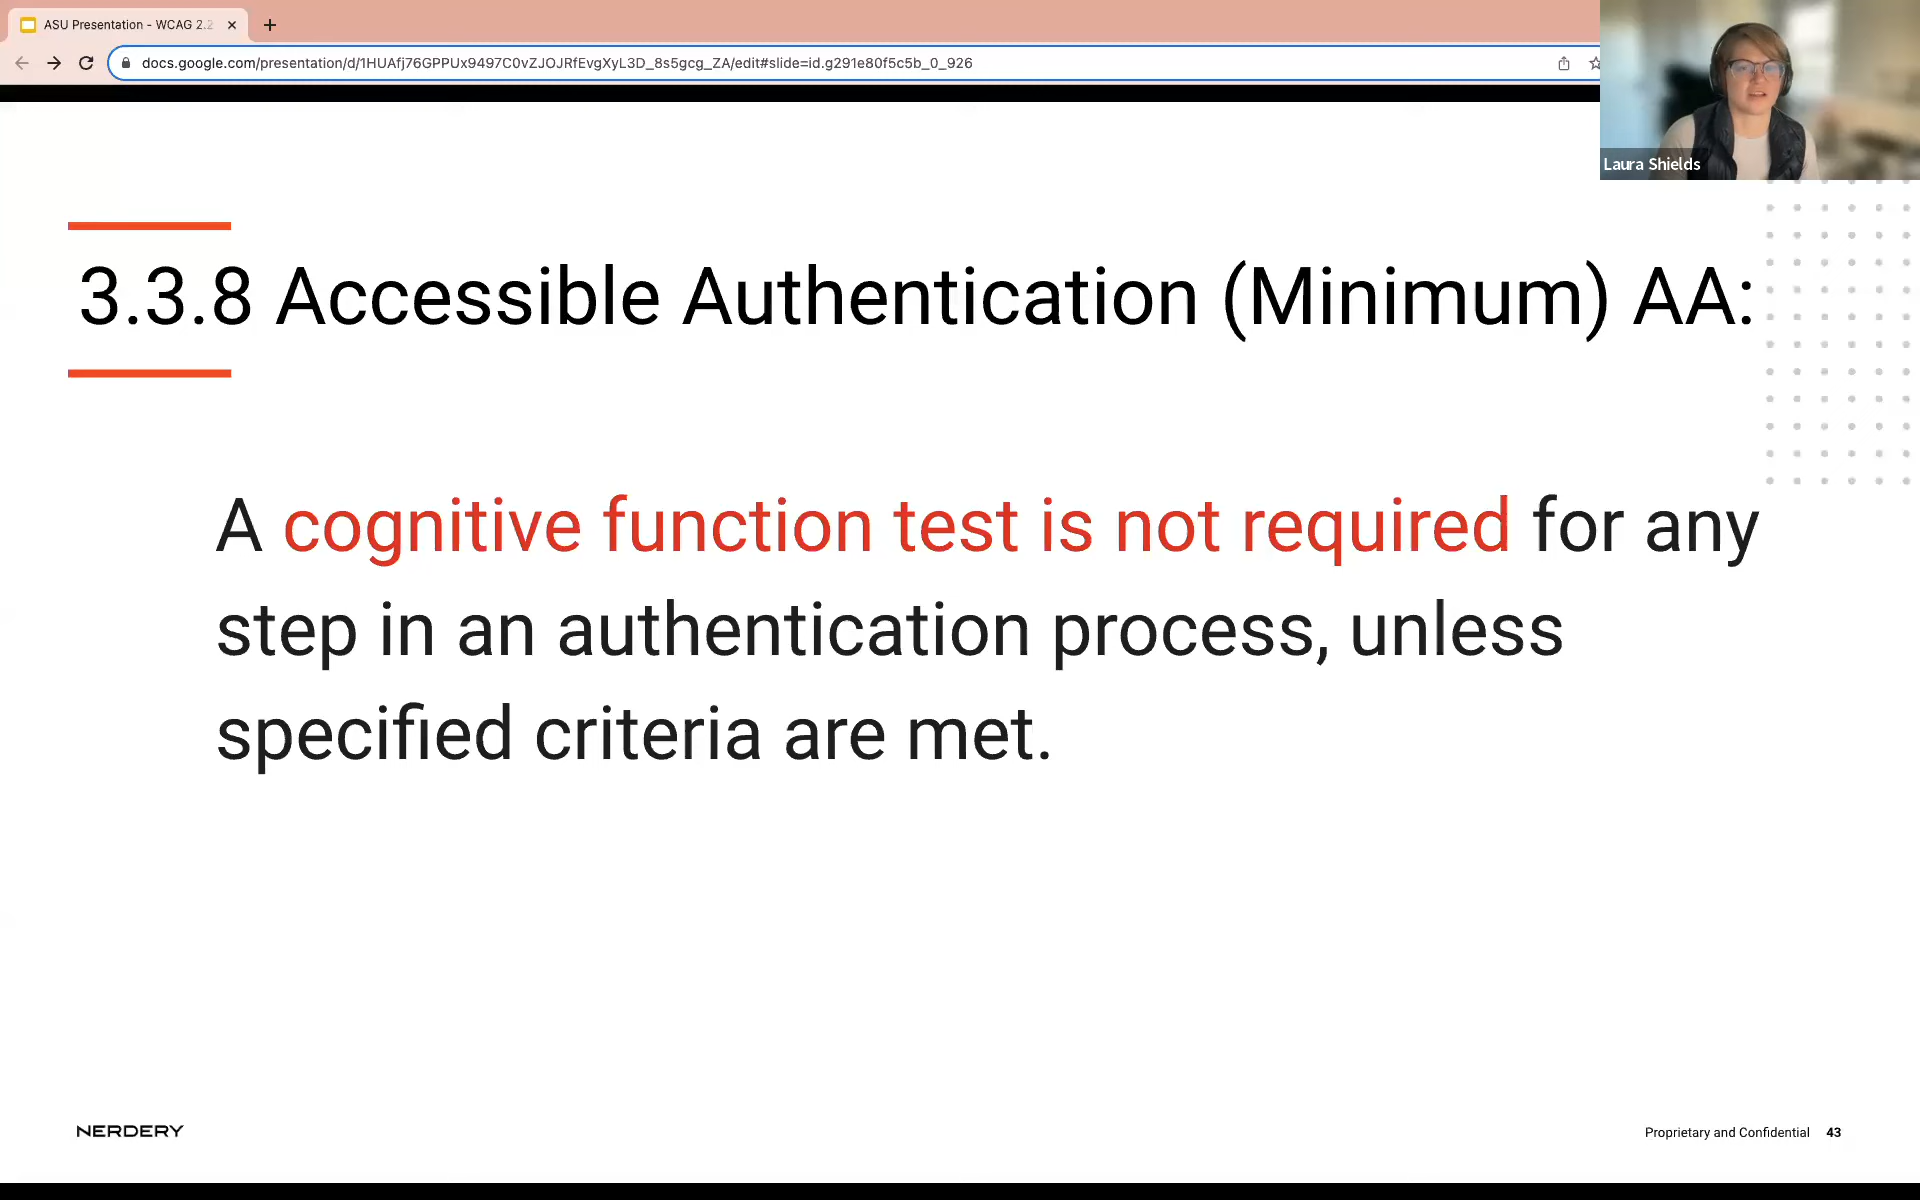 ASU Presentation - WCAG 2.2
docs.google.com/presentation/d/1HUAfj76GPPUx9497C0vZJOJRfEvgXyL3D_8s5gcg_ZA/edit#slide=id.g291e80f5c5b_0_926
Laura Shields
3.3.8 Accessible Authentication (Minimum) AA:
A cognitive function test is not required for any
step in an authentication process, unless
specified criteria are met.
NERDERY
Proprietary and Confidential 43